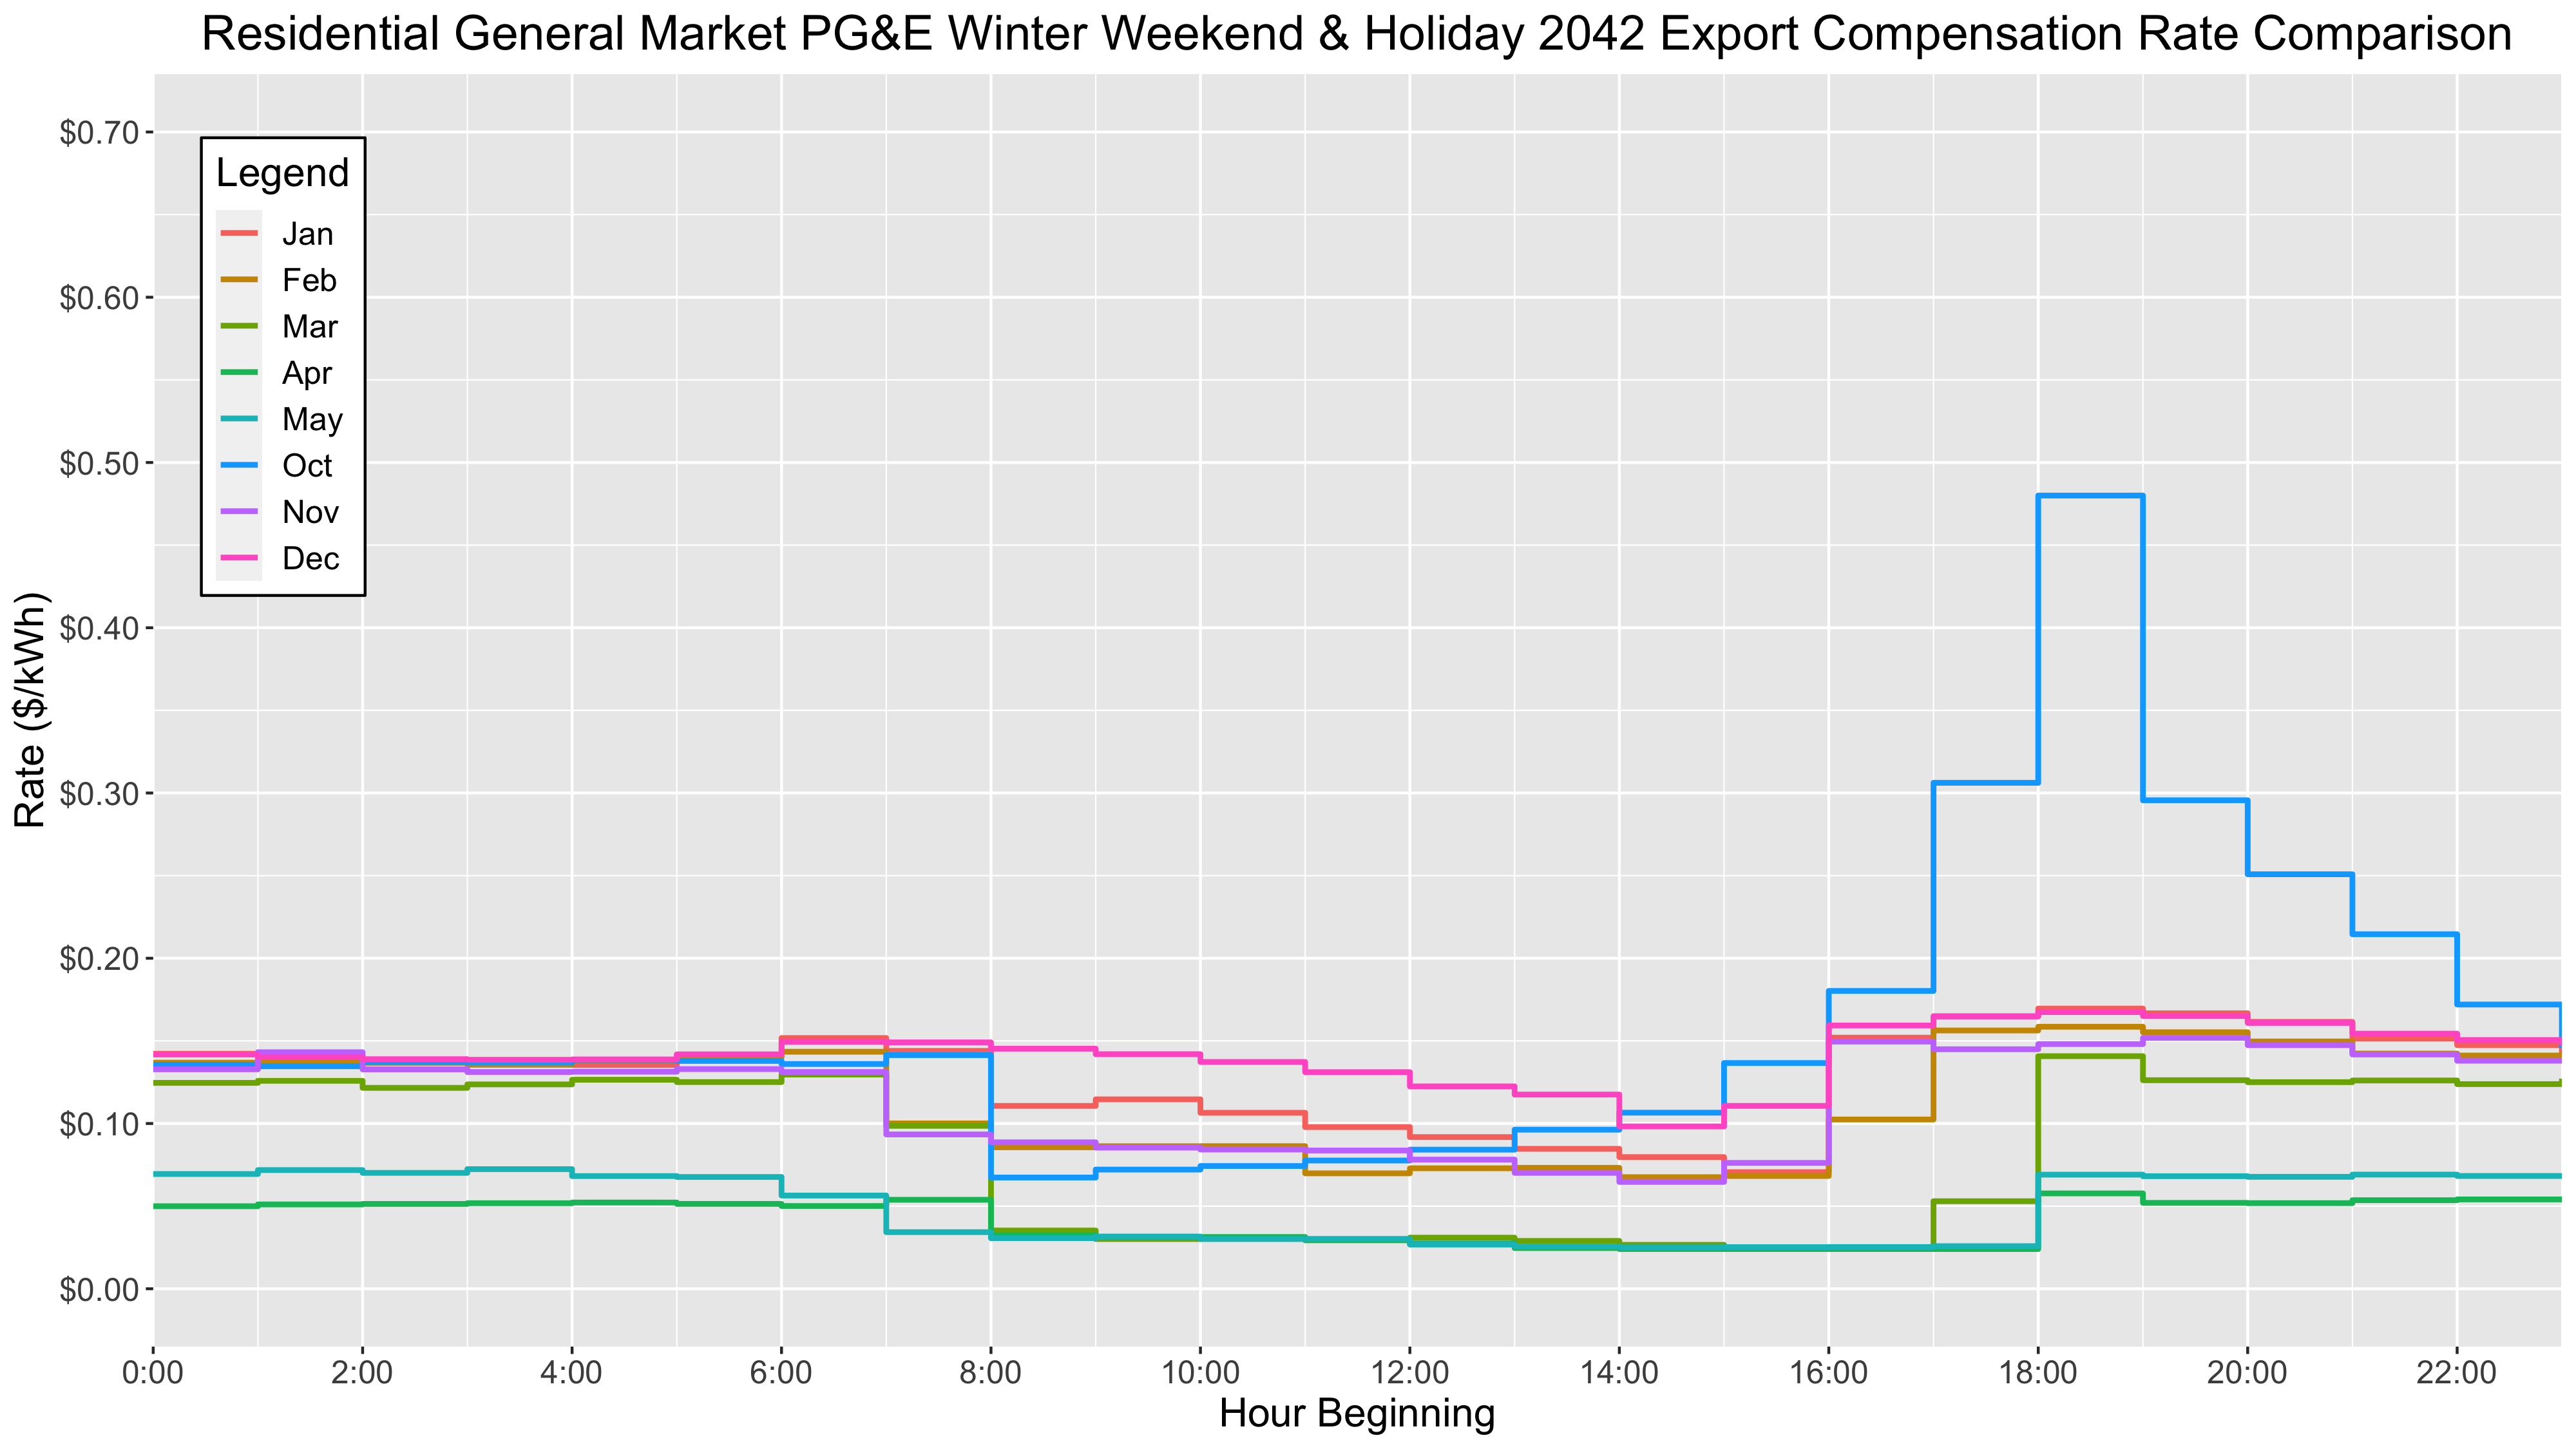 Residential General Market PG&E Winter Weekend & Holiday 2042 Export Compensation Rate Comparison
$0.70
$0.60
$0.50
$0.40
$0.30
$0.20
$0.10
$0.00
Rate ($/kWh)
Legend
Jan
Feb
Mar
Apr
May
Oct
Nov
Dec
0:00 2:00 4:00 6:00 8:00 10:00 12:00 14:00 16:00 18:00 20:00 22:00
Hour Beginning